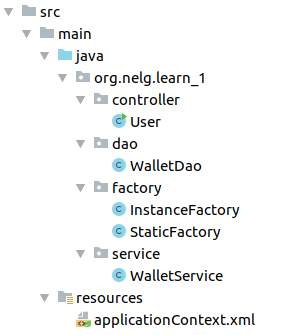 src
main
java
org.nelg.learn_1
controller
User
dao
WalletDao
factory
InstanceFactory
StaticFactory
service
WalletService
resources
applicationContext.xml